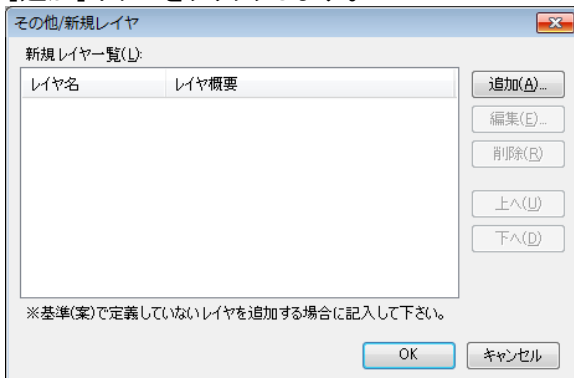 その他/新規レイヤ
新規レイヤ一覧(L):
レイヤ名 レイヤ概要
追加(A)...
編集(E)...
削除(R)
上へ(U)
下へ(D)
※基準(案)で定義していないレイヤを追加する場合に記入して下さい。
OK キャンセル